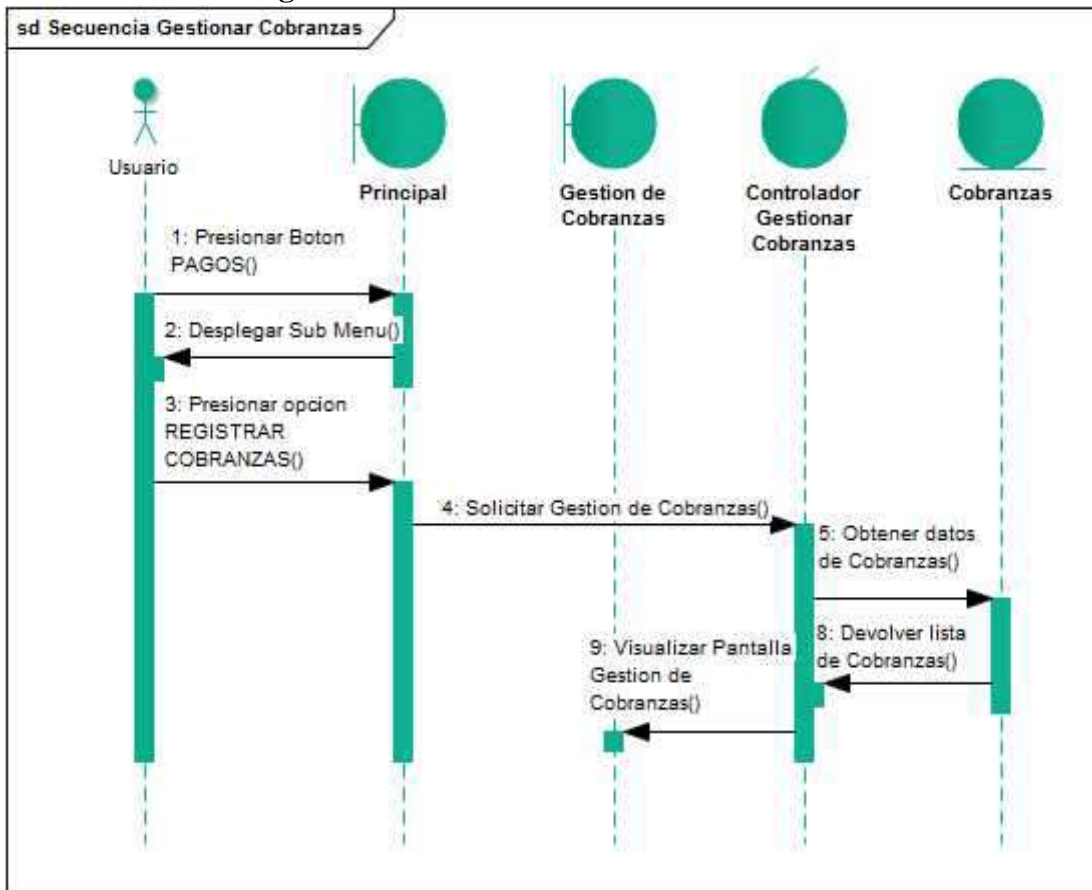 sd Secuencia Gestionar Cobranzas
Usuario
Principal
Gestion de
Cobranzas
Controlador
Gestionar
Cobranzas
Cobranzas
1: Presionar Boton
PAGOS()
2: Desplegar Sub Menu()
3: Presionar opcion
REGISTRAR
COBRANZAS()
4: Solicitar Gestion de Cobranzas()
5: Obtener datos
de Cobranzas()
8: Devolver lista
de Cobranzas()
9: Visualizar Pantalla
Gestion de
Cobranzas()